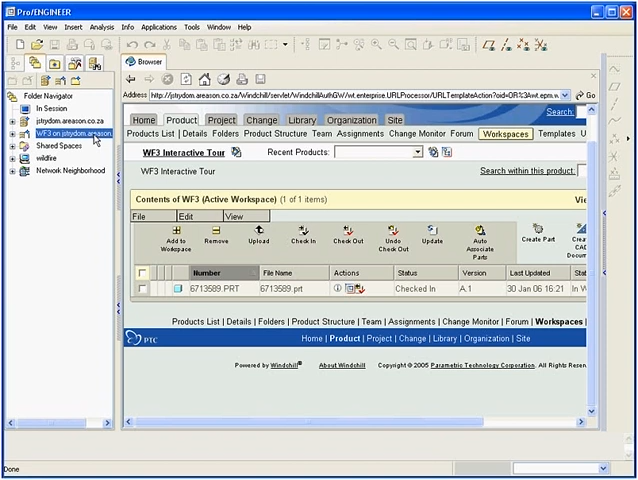 Pro/ENGINEER
File Edit View Insert Analysis Info Applications Tools Window Help
Browser
Address http://jstrydom.areason.co.za/Windchill/servlet/WindchillAuthGW/wt.enterprise.URLProcessor/URLTemplateAction?oid=OR%3Awt.epm.w Go
Folder Navigator
In Session
jstrydom.areason.co.za
WF3 on jstrydom.areason.
Shared Spaces
wildfire
Network Neighborhood
Search:
Home Product Project Change Library Organization Site
Products List | Details Folders Product Structure Team Assignments Change Monitor Forum Workspaces Templates U
WF3 Interactive Tour Recent Products:
WF3 Interactive Tour Search within this product:
Contents of WF3 (Active Workspace) (1 of 1 items) Vie
File Edit View
Add to Workspace
Remove
Upload
Check In
Check Out
Undo Check Out
Update
Auto Associate Parts
Create Part
Crea CAD Docum
Number File Name Actions Status Version Last Updated Stat
6713589.PRT 6713589.prt Checked In A.1 30 Jan 06 16:21 In W
Products List | Details | Folders | Product Structure | Team | Assignments | Change Monitor | Forum | Workspaces |
PTC Home | Product | Project | Change | Library | Organization | Site
Powered by Windchill® About Windchill Copyright © 2005 Parametric Technology Corporation. All Rights Reser
Done